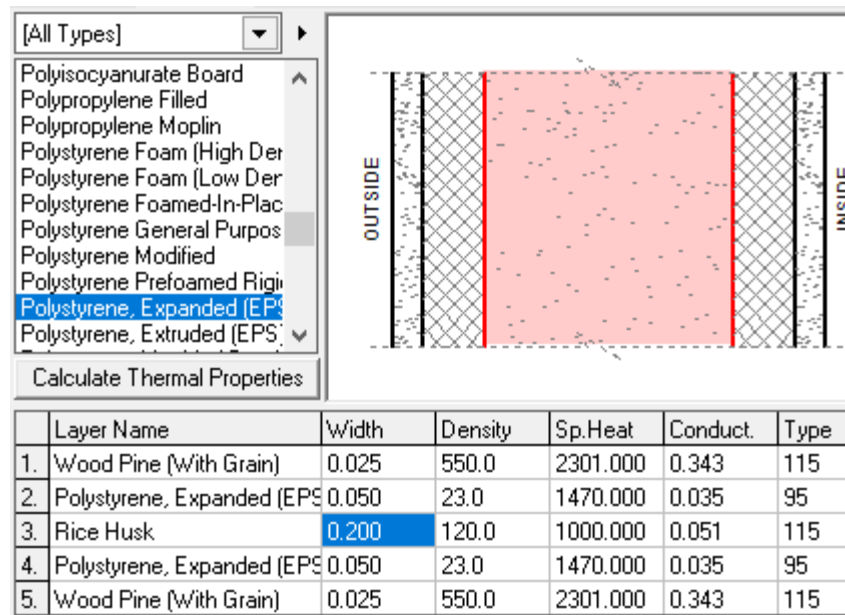 [All Types]
Polyisocyanurate Board
Polypropylene Filled
Polypropylene Moplin
Polystyrene Foam (High Der
Polystyrene Foam (Low Der
Polystyrene Foamed-In-Plac
Polystyrene General Purpos
Polystyrene Modified
Polystyrene Prefoamed Rigi
Polystyrene, Expanded (EPS
Polystyrene, Extruded (EPS)
Calculate Thermal Properties
OUTSIDE
INSIDE
Layer Name Width Density Sp.Heat Conduct. Type
1. Wood Pine (With Grain) 0.025 550.0 2301.000 0.343 115
2. Polystyrene, Expanded (EPS 0.050 23.0 1470.000 0.035 95
3. Rice Husk 0.200 120.0 1000.000 0.051 115
4. Polystyrene, Expanded (EPS 0.050 23.0 1470.000 0.035 95
5. Wood Pine (With Grain) 0.025 550.0 2301.000 0.343 115